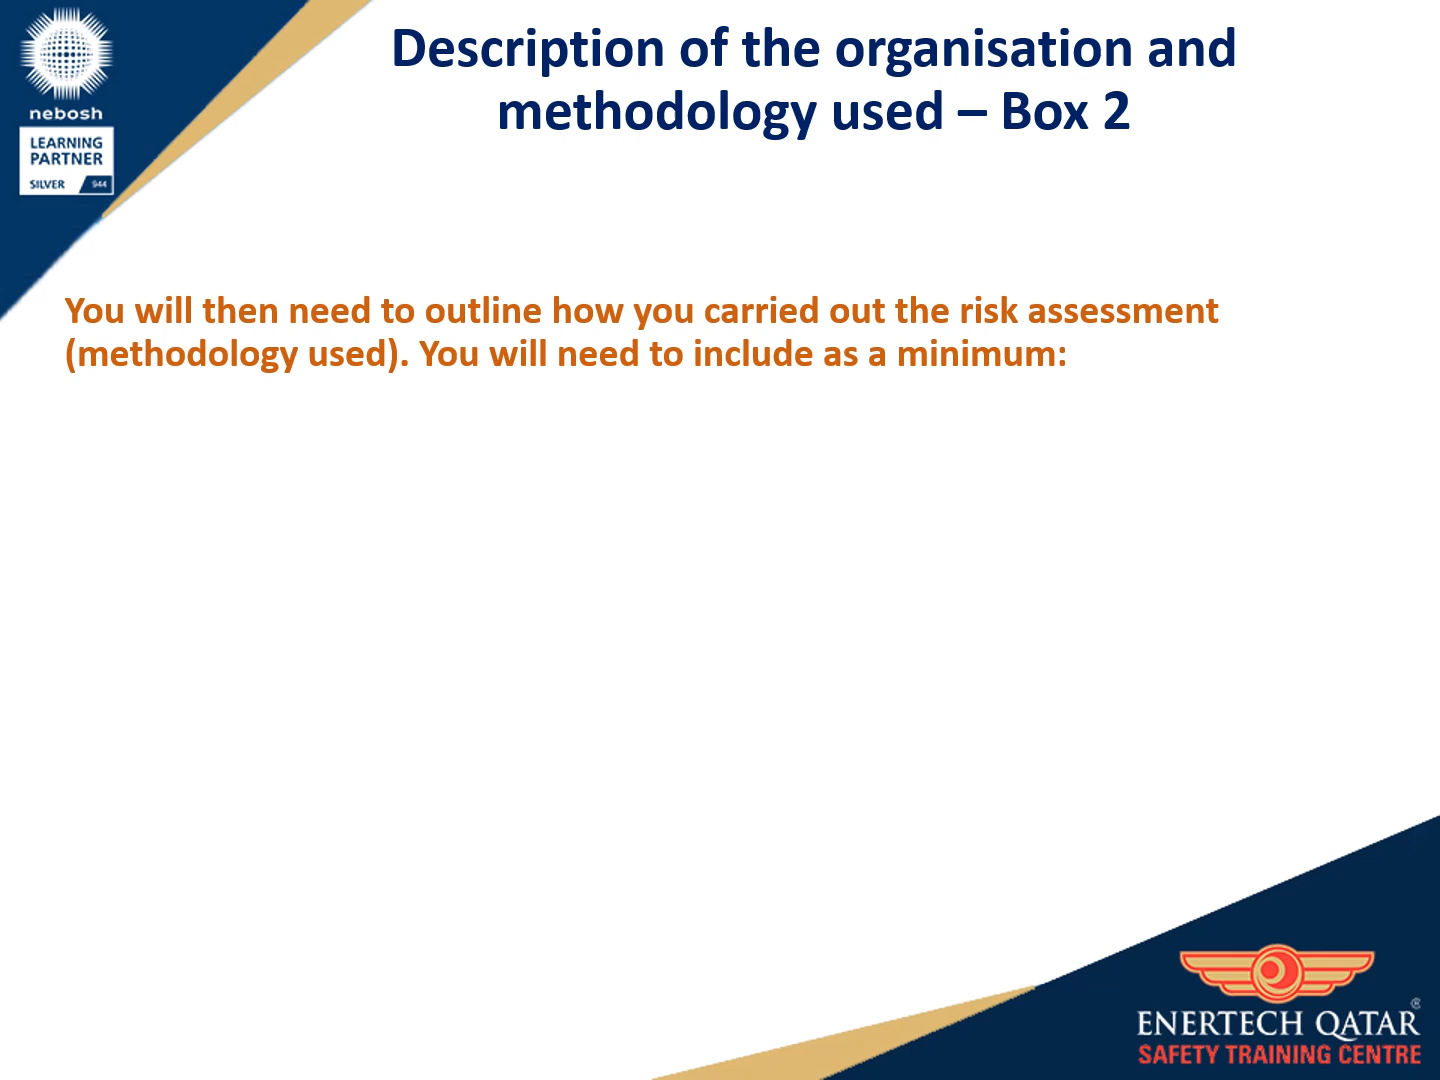 Description of the organisation and
methodology used – Box 2
nebosh
LEARNING
PARTNER
SILVER 944
You will then need to outline how you carried out the risk assessment
(methodology used). You will need to include as a minimum:
ENERTECH QATAR®
SAFETY TRAINING CENTRE